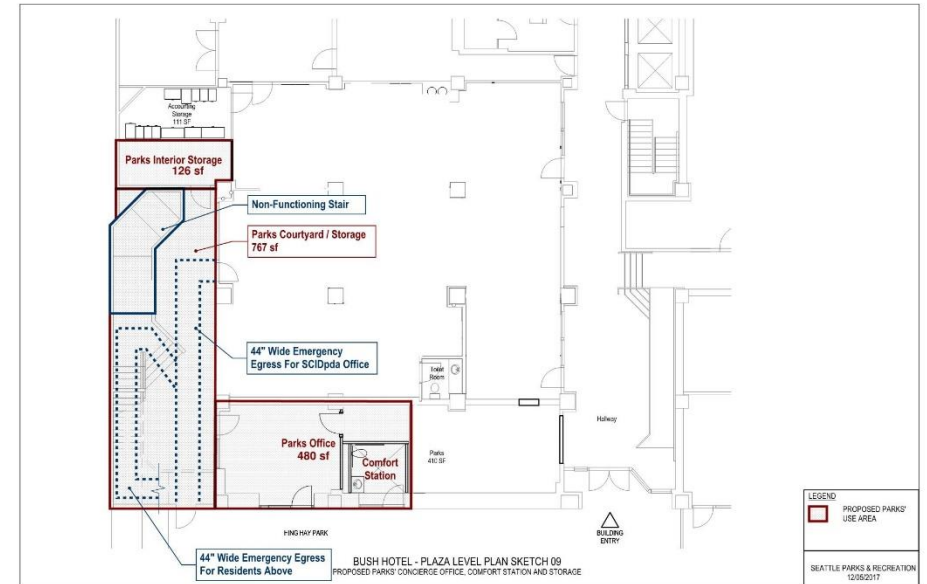 Accounting
Storage
111 SF
Parks Interior Storage
126 sf
Non-Functioning Stair
Parks Courtyard / Storage
767 sf
44" Wide Emergency
Egress For SCIDpda Office
Toilet
Room
Parks Office
480 sf
Comfort
Station
Parks
410 SF
Hallway
HING HAY PARK
BUILDING
ENTRY
44" Wide Emergency Egress
For Residents Above
BUSH HOTEL - PLAZA LEVEL PLAN SKETCH 09
PROPOSED PARKS' CONCIERGE OFFICE, COMFORT STATION AND STORAGE
LEGEND
PROPOSED PARKS'
USE AREA
SEATTLE PARKS & RECREATION
12/05/2017